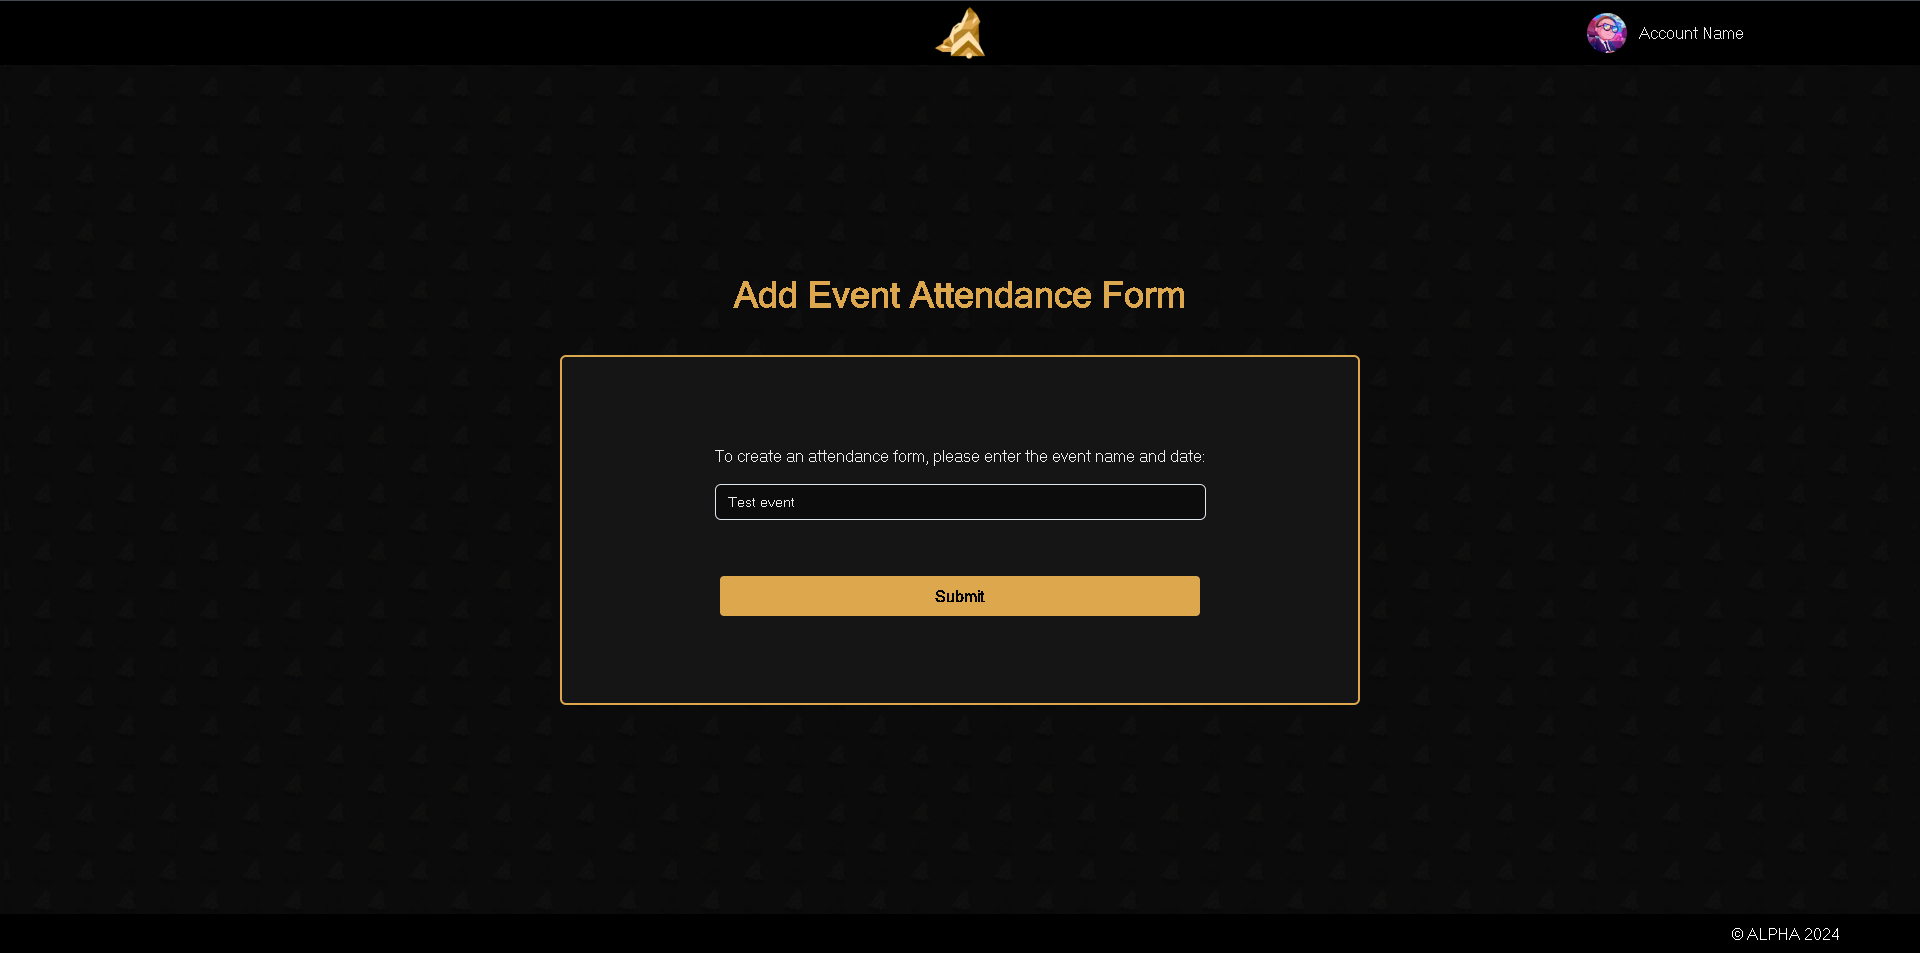 Account Name
Add Event Attendance Form
To create an attendance form, please enter the event name and date:
Test event
Submit
© ALPHA 2024